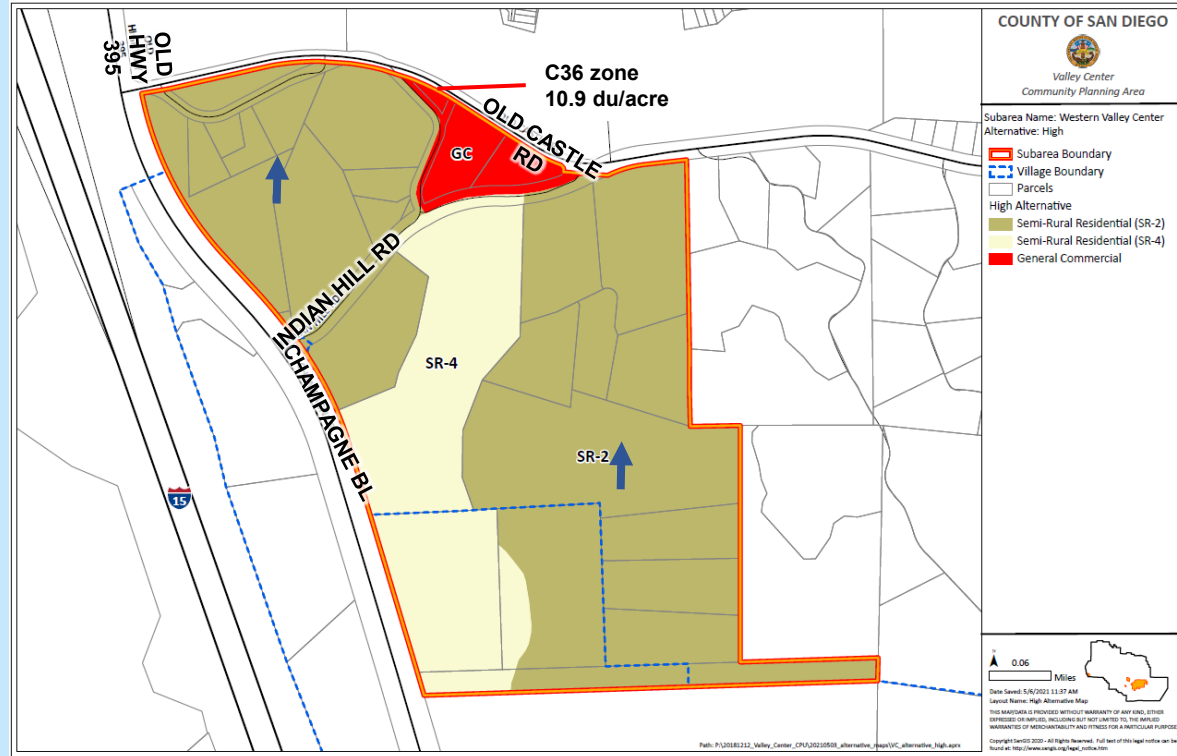 OLD
HWY
395
C36 zone
10.9 du/acre
OLD CASTLE
RD
GC
INDIAN HILL RD
SR-4
CHAMPAGNE BL
SR-2
15
COUNTY OF SAN DIEGO
Valley Center
Community Planning Area
Subarea Name: Western Valley Center
Alternative: High
Subarea Boundary
Village Boundary
Parcels
High Alternative
Semi-Rural Residential (SR-2)
Semi-Rural Residential (SR-4)
General Commercial
0.06
Miles
Date Saved: 5/6/2021 11:37 AM
Layout Name: High Alternative Map
THIS MAP/DATA IS PROVIDED WITHOUT WARRANTY OF ANY KIND, EITHER
EXPRESSED OR IMPLIED, INCLUDING BUT NOT LIMITED TO, THE IMPLIED
WARRANTIES OF MERCHANTABILITY AND FITNESS FOR A PARTICULAR PURPOSE
Copyright SanGIS 2020 - All Rights Reserved. Full text of this legal notice can be
found at: http://www.sangis.org/legal_notice.htm
Path: P:\20181212_Valley_Center_CPU\20210503_alternative_maps\VC_alternative_high.aprx